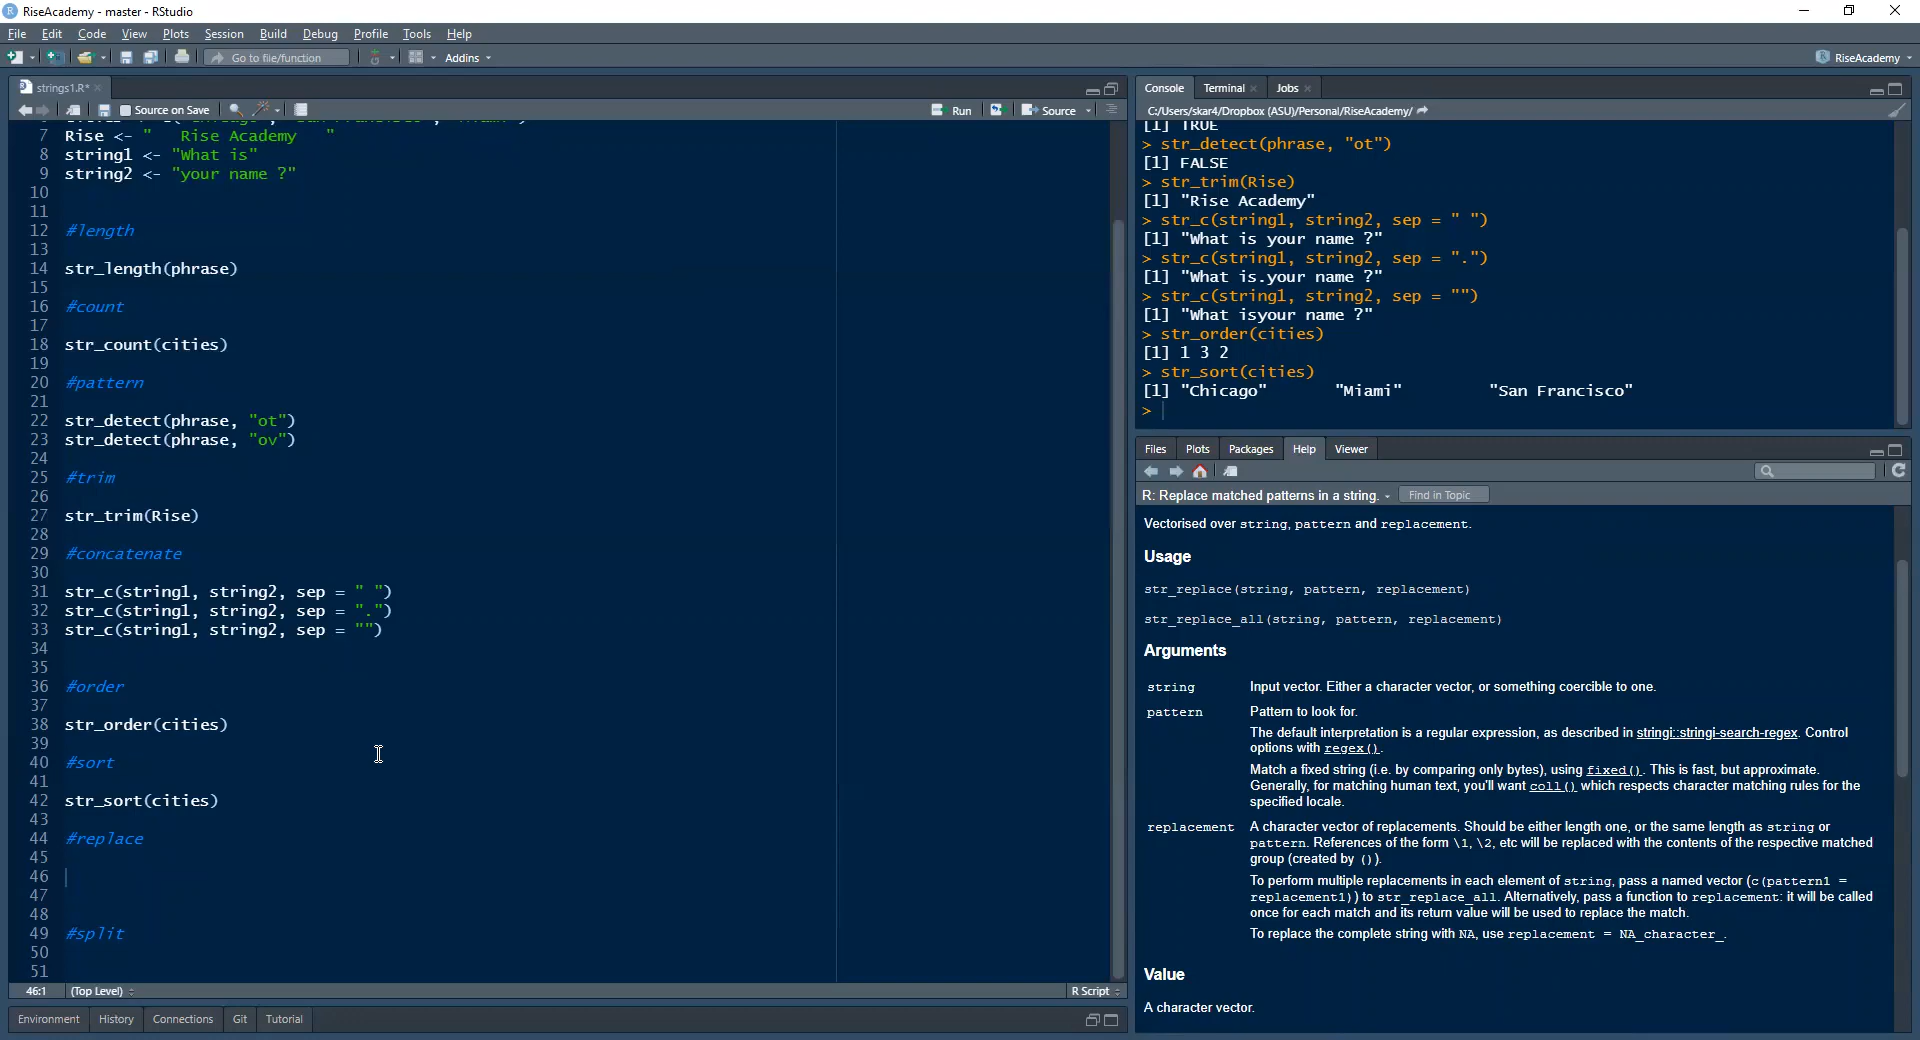 RiseAcademy - master - RStudio
File Edit Code View Plots Session Build Debug Profile Tools Help
Go to file/function Addins RiseAcademy
strings1.R*
Source on Save Run Source
7 Rise <- "   Rise Academy   "
8 string1 <- "What is"
9 string2 <- "your name ?"
10
11
12 #length
13
14 str_length(phrase)
15
16 #count
17
18 str_count(cities)
19
20 #pattern
21
22 str_detect(phrase, "ot")
23 str_detect(phrase, "ov")
24
25 #trim
26
27 str_trim(Rise)
28
29 #concatenate
30
31 str_c(string1, string2, sep = " ")
32 str_c(string1, string2, sep = ".")
33 str_c(string1, string2, sep = "")
34
35
36 #order
37
38 str_order(cities)
39
40 #sort
41
42 str_sort(cities)
43
44 #replace
45
46
47
48
49 #split
50
51
46:1 (Top Level) R Script
Environment History Connections Git Tutorial
Console Terminal Jobs
C:/Users/skar4/Dropbox (ASU)/Personal/RiseAcademy/
[1] TRUE
> str_detect(phrase, "ot")
[1] FALSE
> str_trim(Rise)
[1] "Rise Academy"
> str_c(string1, string2, sep = " ")
[1] "What is your name ?"
> str_c(string1, string2, sep = ".")
[1] "What is.your name ?"
> str_c(string1, string2, sep = "")
[1] "What isyour name ?"
> str_order(cities)
[1] 1 3 2
> str_sort(cities)
[1] "Chicago"       "Miami"         "San Francisco"
>
Files Plots Packages Help Viewer
R: Replace matched patterns in a string. Find in Topic
Vectorised over string, pattern and replacement.
Usage
str_replace(string, pattern, replacement)
str_replace_all(string, pattern, replacement)
Arguments
string Input vector. Either a character vector, or something coercible to one.
pattern Pattern to look for.
The default interpretation is a regular expression, as described in stringi::stringi-search-regex. Control
options with regex().
Match a fixed string (i.e. by comparing only bytes), using fixed(). This is fast, but approximate.
Generally, for matching human text, you'll want coll() which respects character matching rules for the
specified locale.
replacement A character vector of replacements. Should be either length one, or the same length as string or
pattern. References of the form \1, \2, etc will be replaced with the contents of the respective matched
group (created by ()).
To perform multiple replacements in each element of string, pass a named vector (c(pattern1 =
replacement1)) to str_replace_all. Alternatively, pass a function to replacement: it will be called
once for each match and its return value will be used to replace the match.
To replace the complete string with NA, use replacement = NA_character_.
Value
A character vector.